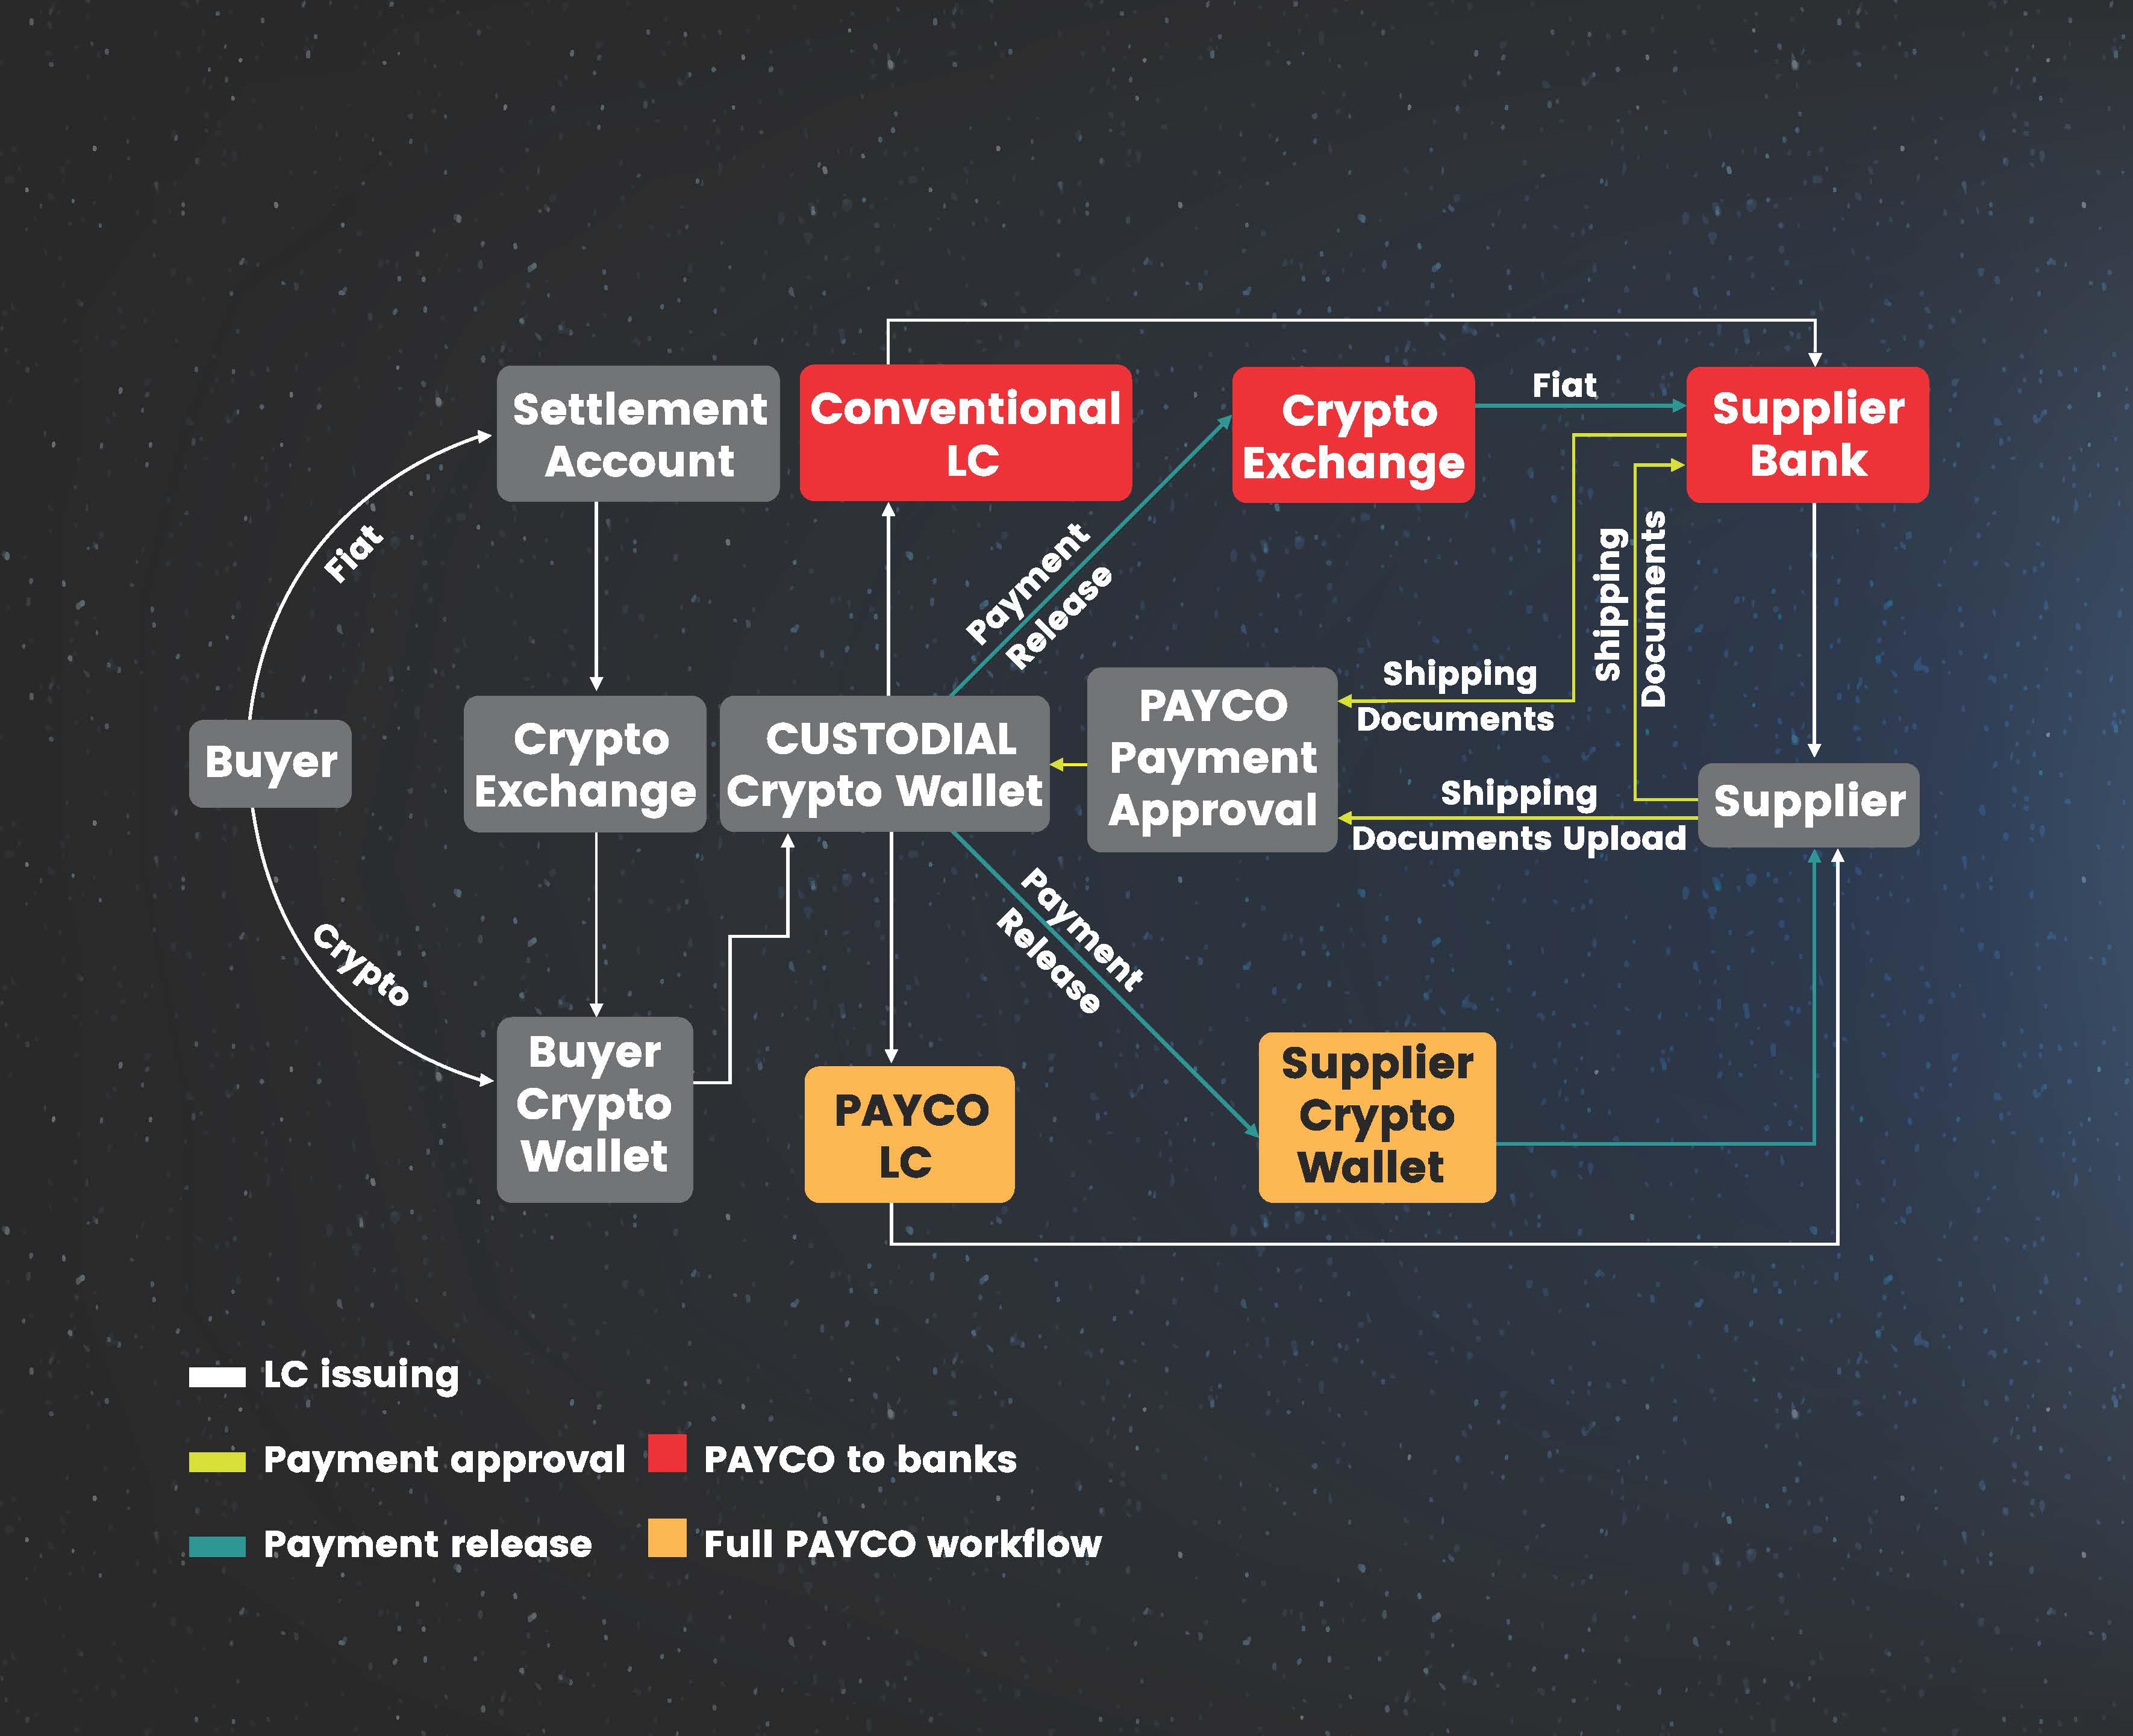 Fiat
Settlement
Account
Conventional
LC
Crypto
Exchange
Fiat
Supplier
Bank
Payment
Release
Shipping
Documents
Buyer
Crypto
Exchange
CUSTODIAL
Crypto Wallet
PAYCO
Payment
Approval
Shipping
Documents
Shipping
Documents Upload
Supplier
Crypto
Buyer
Crypto
Wallet
Payment
Release
PAYCO
LC
Supplier
Crypto
Wallet
LC issuing
Payment approval
PAYCO to banks
Payment release
Full PAYCO workflow